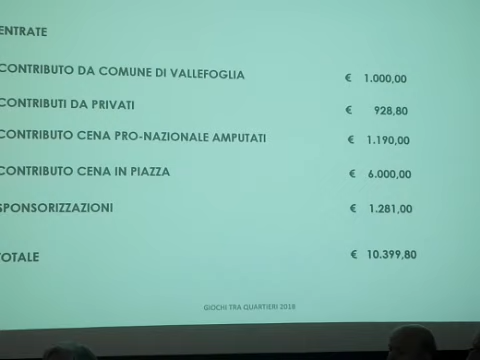 ENTRATE
CONTRIBUTO DA COMUNE DI VALLEFOGLIA € 1.000,00
CONTRIBUTI DA PRIVATI € 928,80
CONTRIBUTO CENA PRO-NAZIONALE AMPUTATI € 1.190,00
CONTRIBUTO CENA IN PIAZZA € 6.000,00
SPONSORIZZAZIONI € 1.281,00
TOTALE € 10.399,80
GIOCHI TRA QUARTIERI 2018